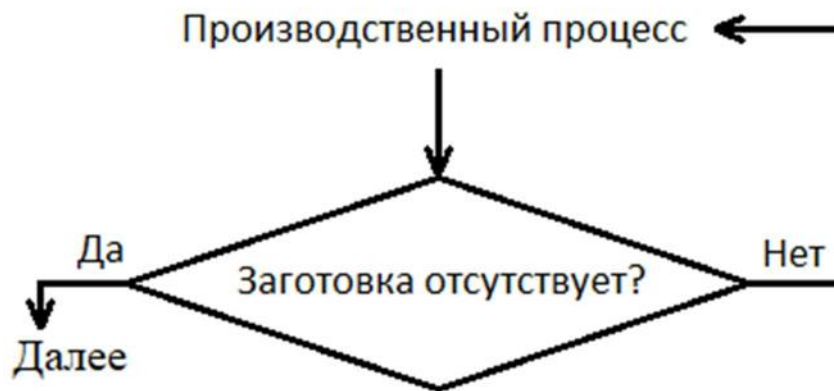 Производственный процесс
Да
Нет
Заготовка отсутствует?
Далее